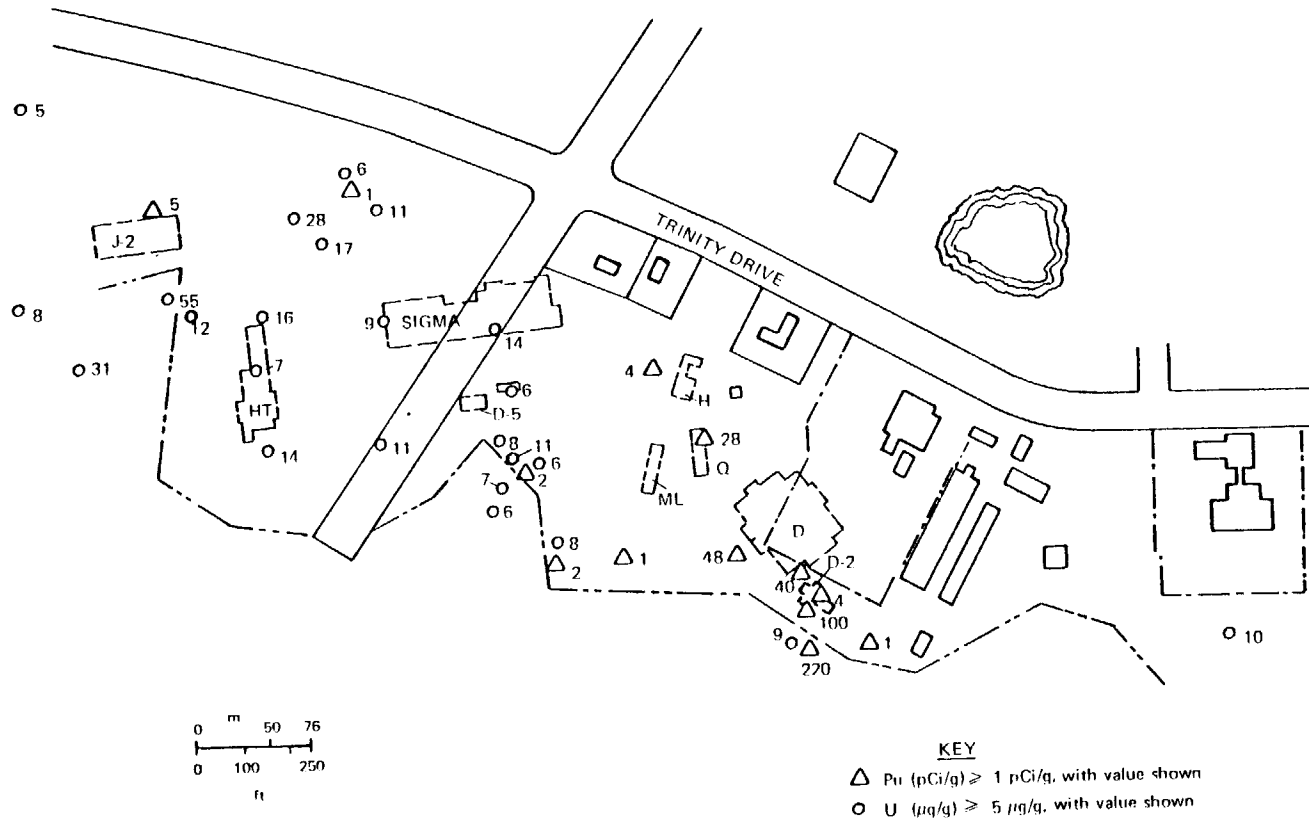 5
6
1
11
5
28
17
J-2
TRINITY DRIVE
55
12
8
16
9
SIGMA
14
31
7
4
6
H
HT
D-5
14
11
8
11
6
2
28
Q
7
6
ML
D
8
2
1
48
D-2
40
4
100
9
1
220
10
m
0 50 76
0 100 250
ft
KEY
△ Pu (pCi/g) ⩾ 1 pCi/g, with value shown
○ U (μg/g) ⩾ 5 μg/g, with value shown